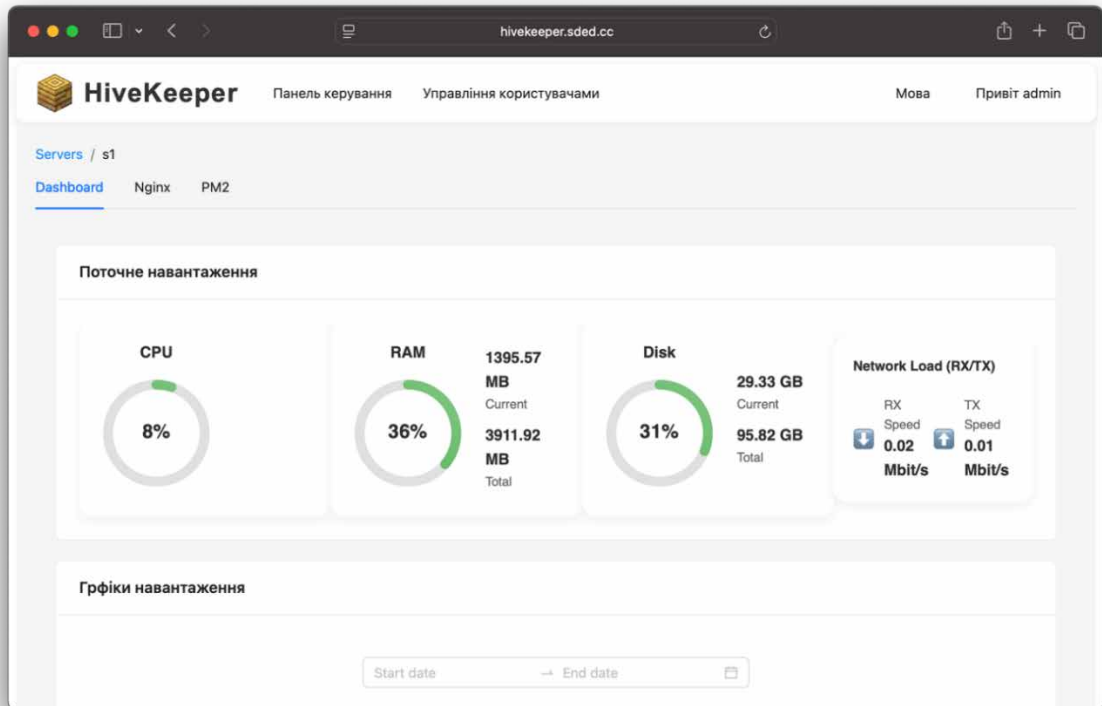 hivekeeper.sded.cc
HiveKeeper Панель керування Управління користувачами Мова Привіт admin
Servers / s1
Dashboard Nginx PM2
Поточне навантаження
CPU
8%
RAM
36%
1395.57
MB
Current
3911.92
MB
Total
Disk
31%
29.33 GB
Current
95.82 GB
Total
Network Load (RX/TX)
RX
Speed
0.02
Mbit/s
TX
Speed
0.01
Mbit/s
Грфіки навантаження
Start date → End date